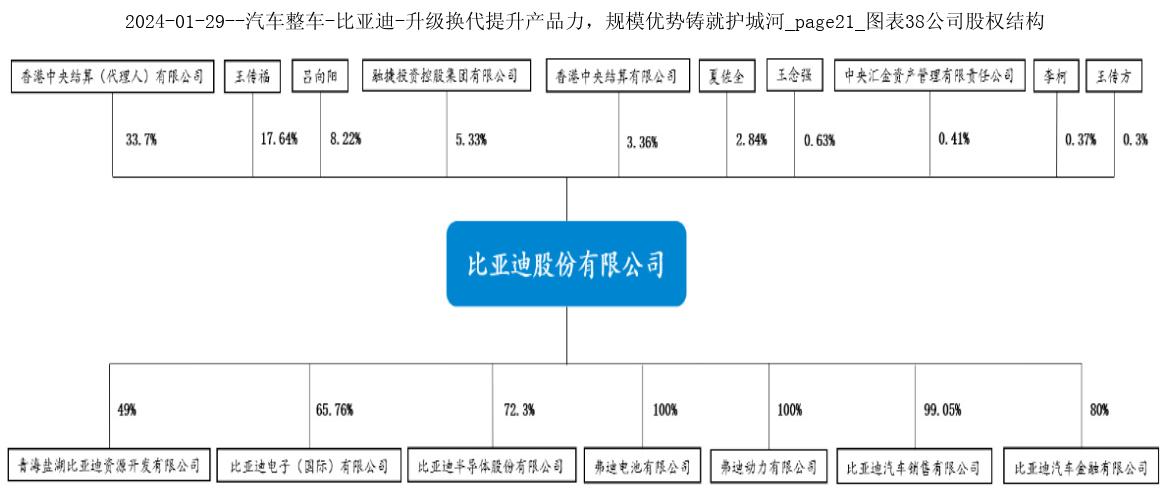 2024-01-29--汽车整车-比亚迪-升级换代提升产品力，规模优势铸就护城河_page21_图表38公司股权结构
香港中央结算（代理人）有限公司 王传福 吕向阳 融捷投资控股集团有限公司 香港中央结算有限公司 夏佐全 王念强 中央汇金资产管理有限责任公司 李柯 王传方
33.7% 17.64% 8.22% 5.33% 3.36% 2.84% 0.63% 0.41% 0.37% 0.3%
比亚迪股份有限公司
49% 65.76% 72.3% 100% 100% 99.05% 80%
青海盐湖比亚迪资源开发有限公司 比亚迪电子（国际）有限公司 比亚迪半导体股份有限公司 弗迪电池有限公司 弗迪动力有限公司 比亚迪汽车销售有限公司 比亚迪汽车金融有限公司